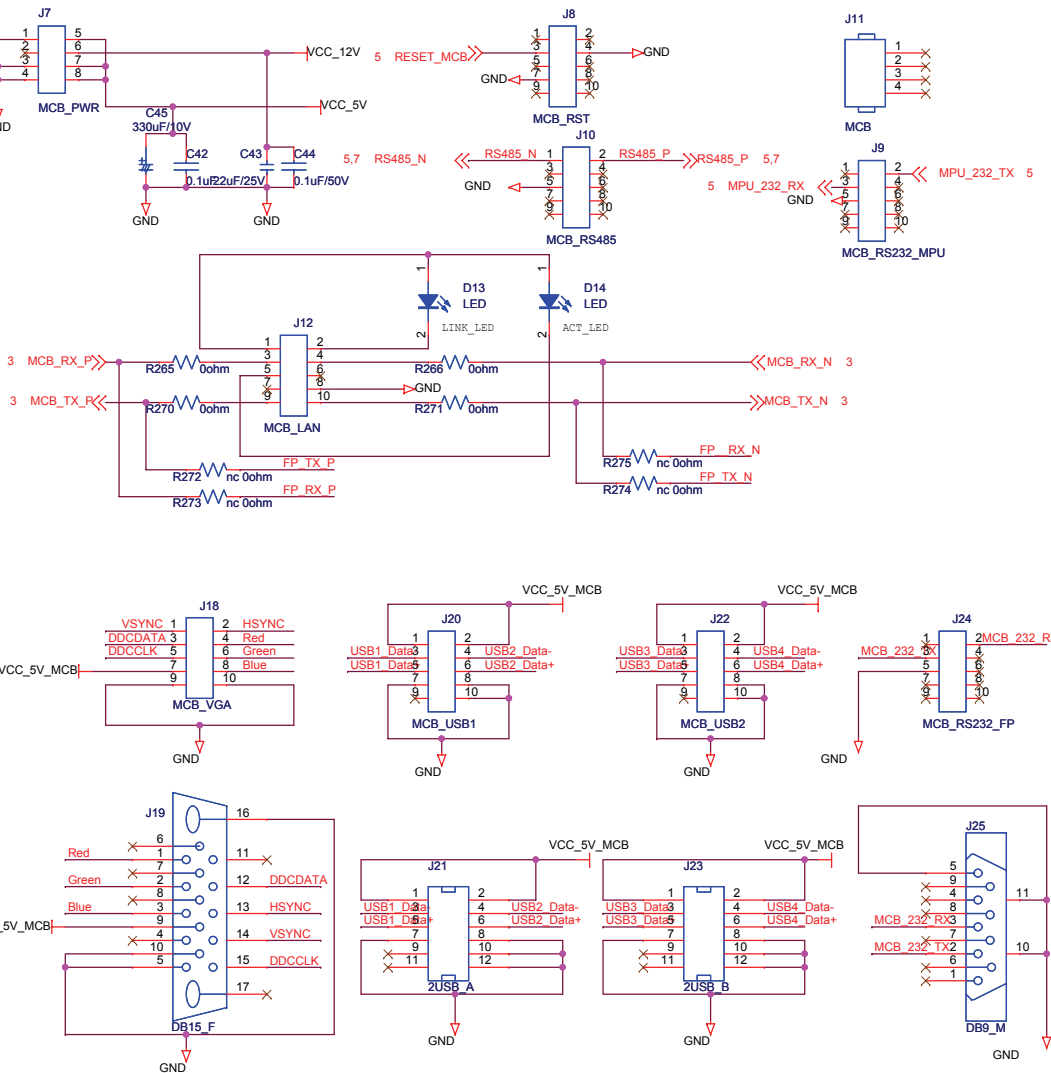 J7
1 5
2 6
3 7
4 8
MCB_PWR
VCC_12V
VCC_5V
C45
330uF/10V
C42
0.1uF
C43
22uF/25V
C44
0.1uF/50V
GND
GND
J8
1 2
3 4
5 6
7 8
9 10
5 RESET_MCB
GND
GND
MCB_RST
J11
1
2
3
4
MCB
J10
5,7 RS485_N
RS485_N 1 2 RS485_P
RS485_P 5,7
3 4
5 6
7 8
9 10
GND
MCB_RS485
J9
1 2
3 4
5 6
7 8
9 10
MPU_232_TX 5
5 MPU_232_RX
GND
MCB_RS232_MPU
1
D13
LED
LINK_LED
2
1
D14
LED
ACT_LED
2
J12
1 2
3 4
5 6
7 8
9 10
MCB_LAN
GND
3 MCB_RX_P
R265 0ohm
R266 0ohm
MCB_RX_N 3
3 MCB_TX_P
R270 0ohm
R271 0ohm
MCB_TX_N 3
R272 nc 0ohm FP_TX_P
R273 nc 0ohm FP_RX_P
R275 nc 0ohm FP_RX_N
R274 nc 0ohm FP_TX_N
J18
VSYNC 1 2 HSYNC
DDCDATA 3 4 Red
DDCCLK 5 6 Green
VCC_5V_MCB 7 8 Blue
9 10
MCB_VGA
GND
VCC_5V_MCB
J20
1 2
USB1_Data- 3 4 USB2_Data-
USB1_Data+ 5 6 USB2_Data+
7 8
9 10
MCB_USB1
GND
VCC_5V_MCB
J22
1 2
USB3_Data- 3 4 USB4_Data-
USB3_Data+ 5 6 USB4_Data+
7 8
9 10
MCB_USB2
GND
J24
1 2 MCB_232_R
MCB_232_TX 3 4
5 6
7 8
9 10
MCB_RS232_FP
GND
J19
16
6
Red 1
11
7
Green 2
12 DDCDATA
8
Blue 3
13 HSYNC
_5V_MCB 9
4
14 VSYNC
10
5
15 DDCCLK
17
DB15_F
GND
VCC_5V_MCB
J21
1 2
USB1_Data- 3 4 USB2_Data-
USB1_Data+ 5 6 USB2_Data+
7 8
9 10
11 12
2USB_A
GND
VCC_5V_MCB
J23
1 2
USB3_Data- 3 4 USB4_Data-
USB3_Data+ 5 6 USB4_Data+
7 8
9 10
11 12
2USB_B
GND
J25
5
9
4
8
MCB_232_RX 3
7
MCB_232_TX 2
6
1
11
10
DB9_M
GND